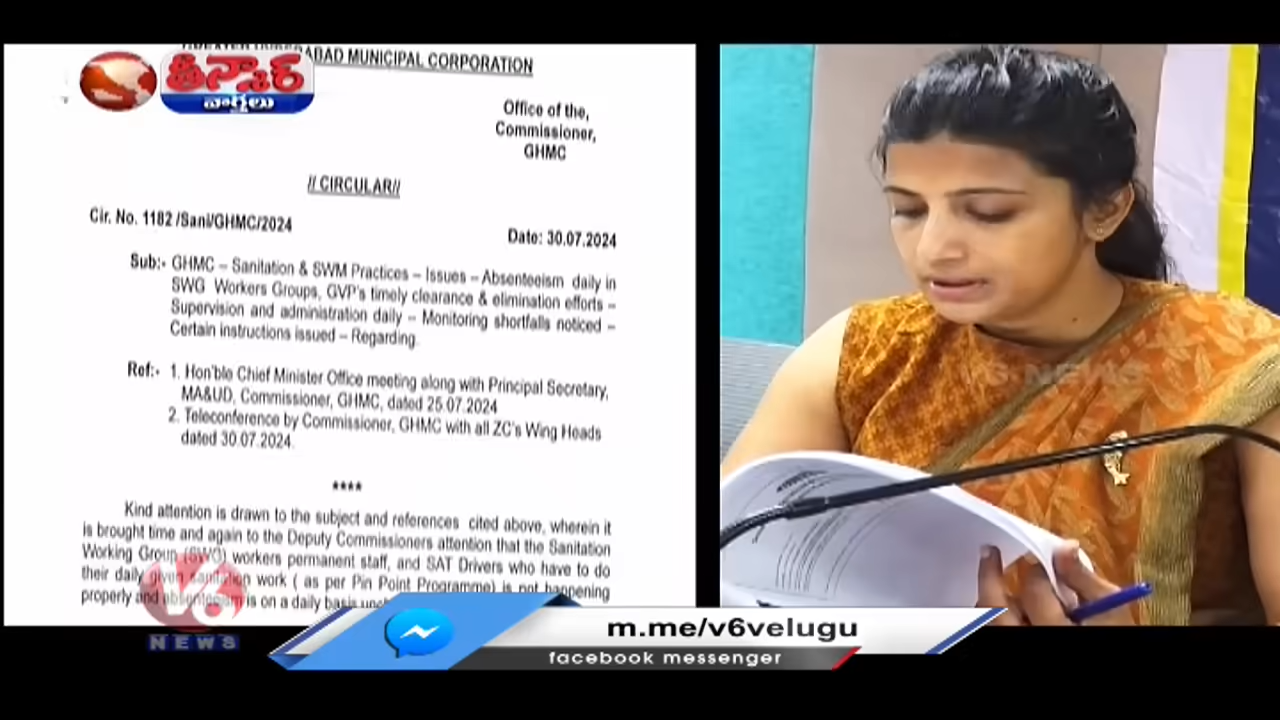 తీన్మార్
వార్తలు
MUNICIPAL CORPORATION
Office of the,
Commissioner,
GHMC
// CIRCULAR//
Cir. No. 1182 /Sani/GHMC/2024
Date: 30.07.2024
Sub:- GHMC – Sanitation & SWM Practices – Issues – Absenteeism daily in
SWG Workers Groups, GVP's timely clearance & elimination efforts –
Supervision and administration daily – Monitoring shortfalls noticed –
Certain instructions issued – Regarding.
Ref:- 1. Hon'ble Chief Minister Office meeting along with Principal Secretary,
MA&UD, Commissioner, GHMC, dated 25.07.2024
2. Teleconference by Commissioner, GHMC with all ZC's Wing Heads
dated 30.07.2024.
****
Kind attention is drawn to the subject and references cited above, wherein it
is brought time and again to the Deputy Commissioners attention that the Sanitation
Working Group (SWG) workers permanent staff, and SAT Drivers who have to do
their daily given sanitation work ( as per Pin Point Programme) is not happening
properly and absenteeism is on a daily basis
V6 NEWS
V6
NEWS
m.me/v6velugu
facebook messenger